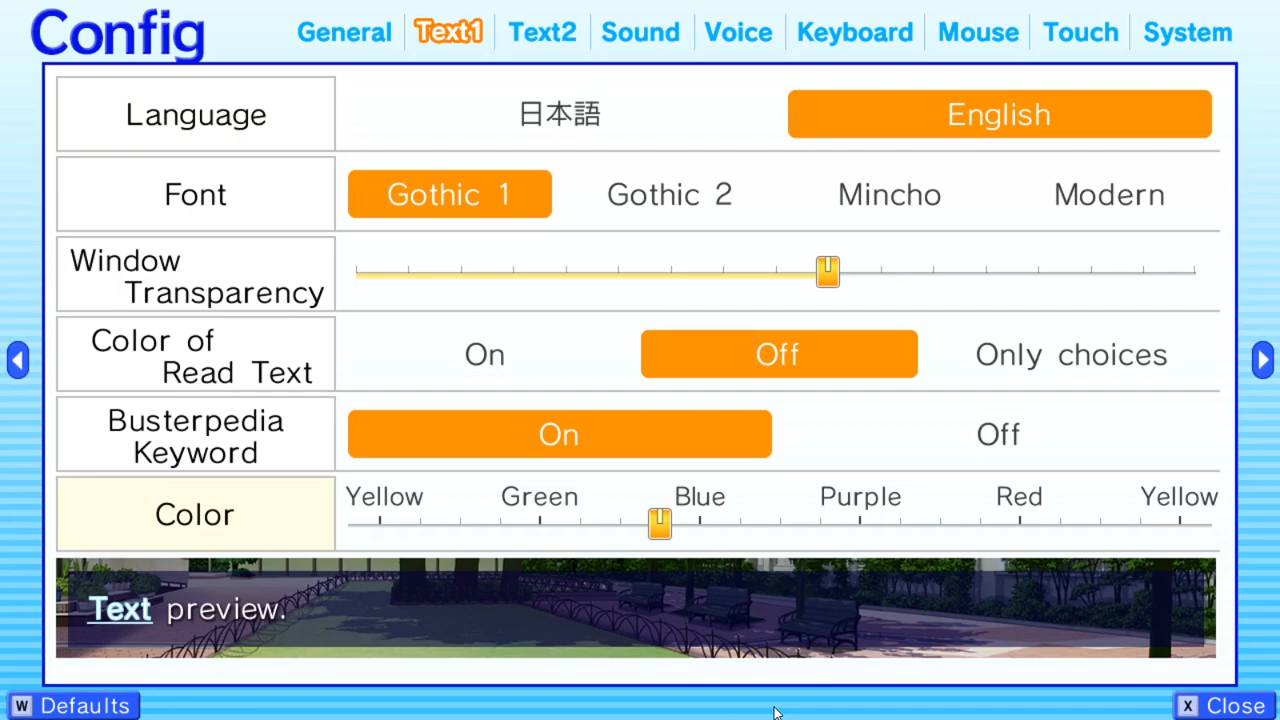 Config
General Text1 Text2 Sound Voice Keyboard Mouse Touch System
Language 日本語 English
Font Gothic 1 Gothic 2 Mincho Modern
Window
Transparency
Color of
Read Text
On Off Only choices
Busterpedia
Keyword
On Off
Color Yellow Green Blue Purple Red Yellow
Text preview.
W Defaults
X Close